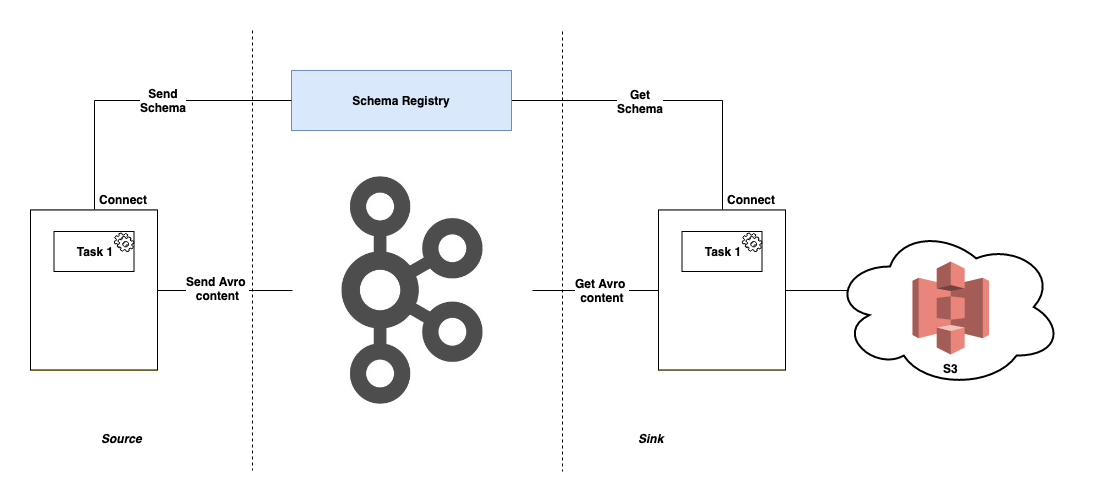 Send
Schema
Schema Registry
Get
Schema
Connect
Connect
Task 1
Task 1
Send Avro
content
Get Avro
content
S3
Source
Sink